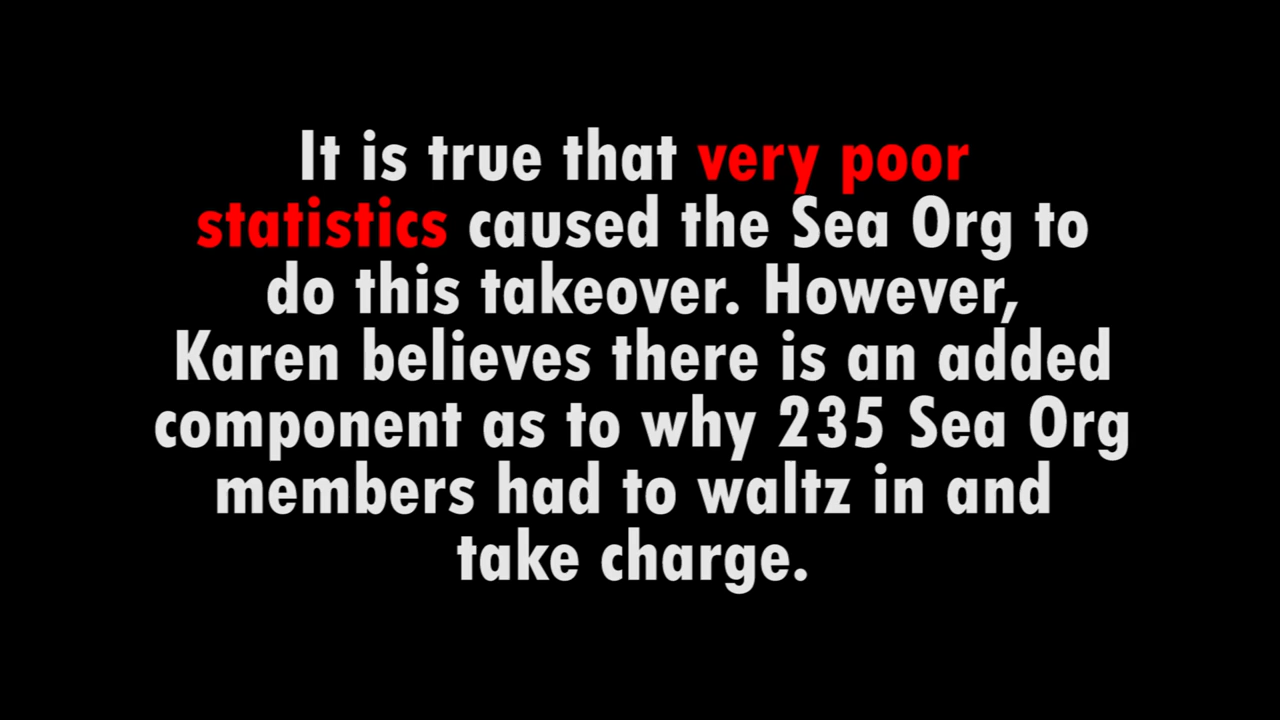 It is true that very poor
statistics caused the Sea Org to
do this takeover. However,
Karen believes there is an added
component as to why 235 Sea Org
members had to waltz in and
take charge.